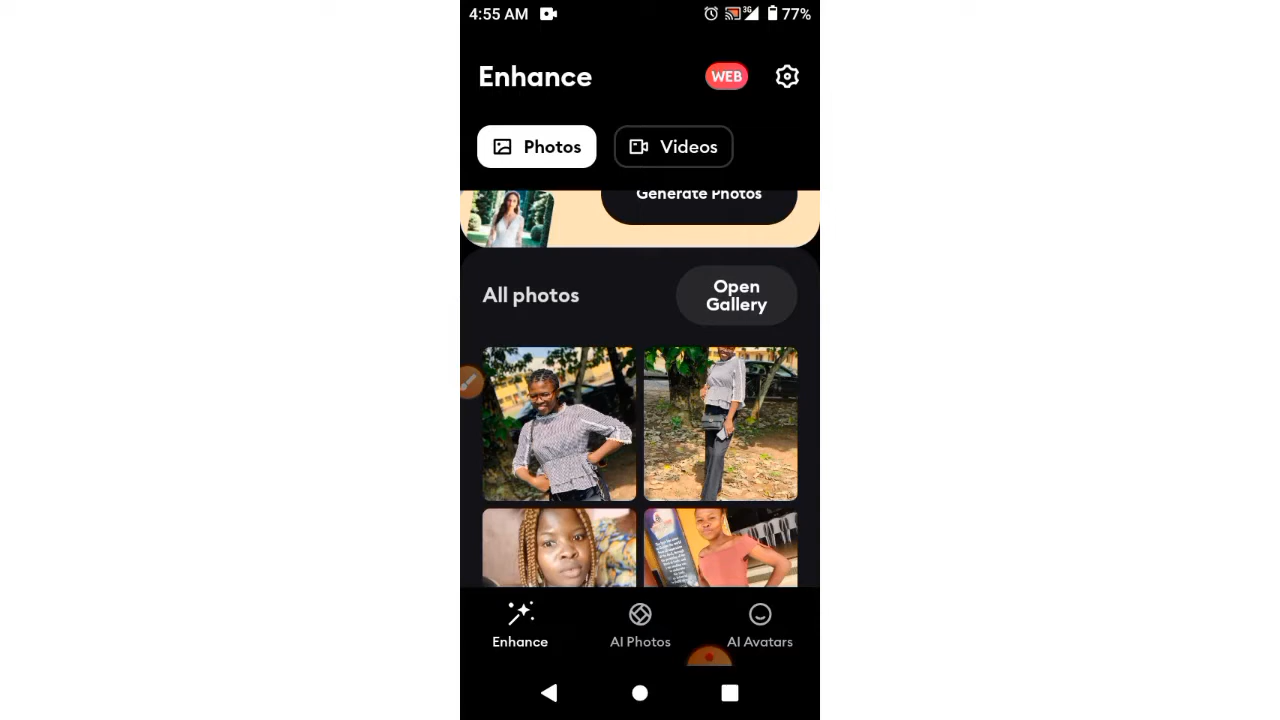 4:55 AM
3G
77%
Enhance
WEB
Photos
Videos
Generate Photos
All photos
Open
Gallery
Enhance
AI Photos
AI Avatars